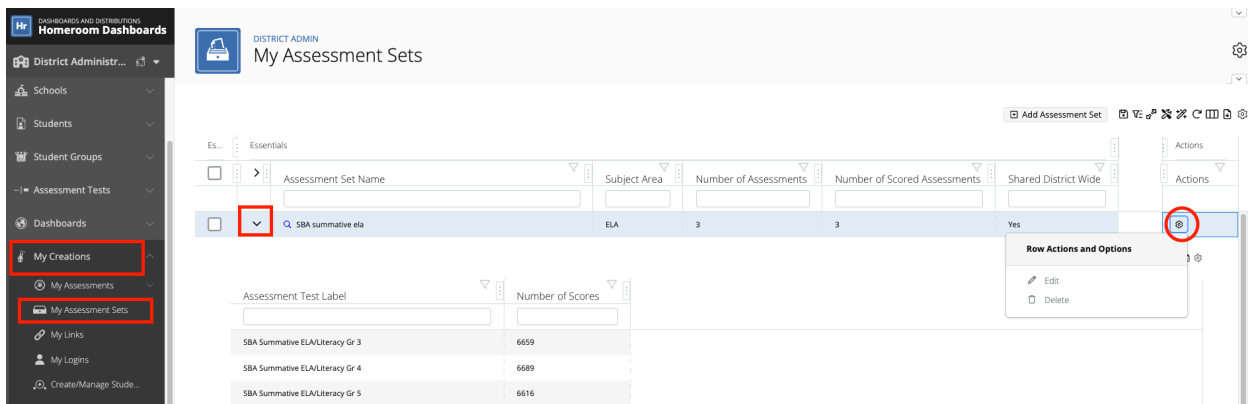 Hr
DASHBOARDS AND DISTRIBUTIONS
Homeroom Dashboards
District Administr...
Schools
Students
Student Groups
Assessment Tests
Dashboards
My Creations
My Assessments
My Assessment Sets
My Links
My Logins
Create/Manage Stude...
DISTRICT ADMIN
My Assessment Sets
Add Assessment Set
Es... Essentials Actions
Assessment Set Name Subject Area Number of Assessments Number of Scored Assessments Shared District Wide Actions
SBA summative ela ELA 3 3 Yes
Row Actions and Options
Edit
Delete
Assessment Test Label Number of Scores
SBA Summative ELA/Literacy Gr 3 6659
SBA Summative ELA/Literacy Gr 4 6689
SBA Summative ELA/Literacy Gr 5 6616